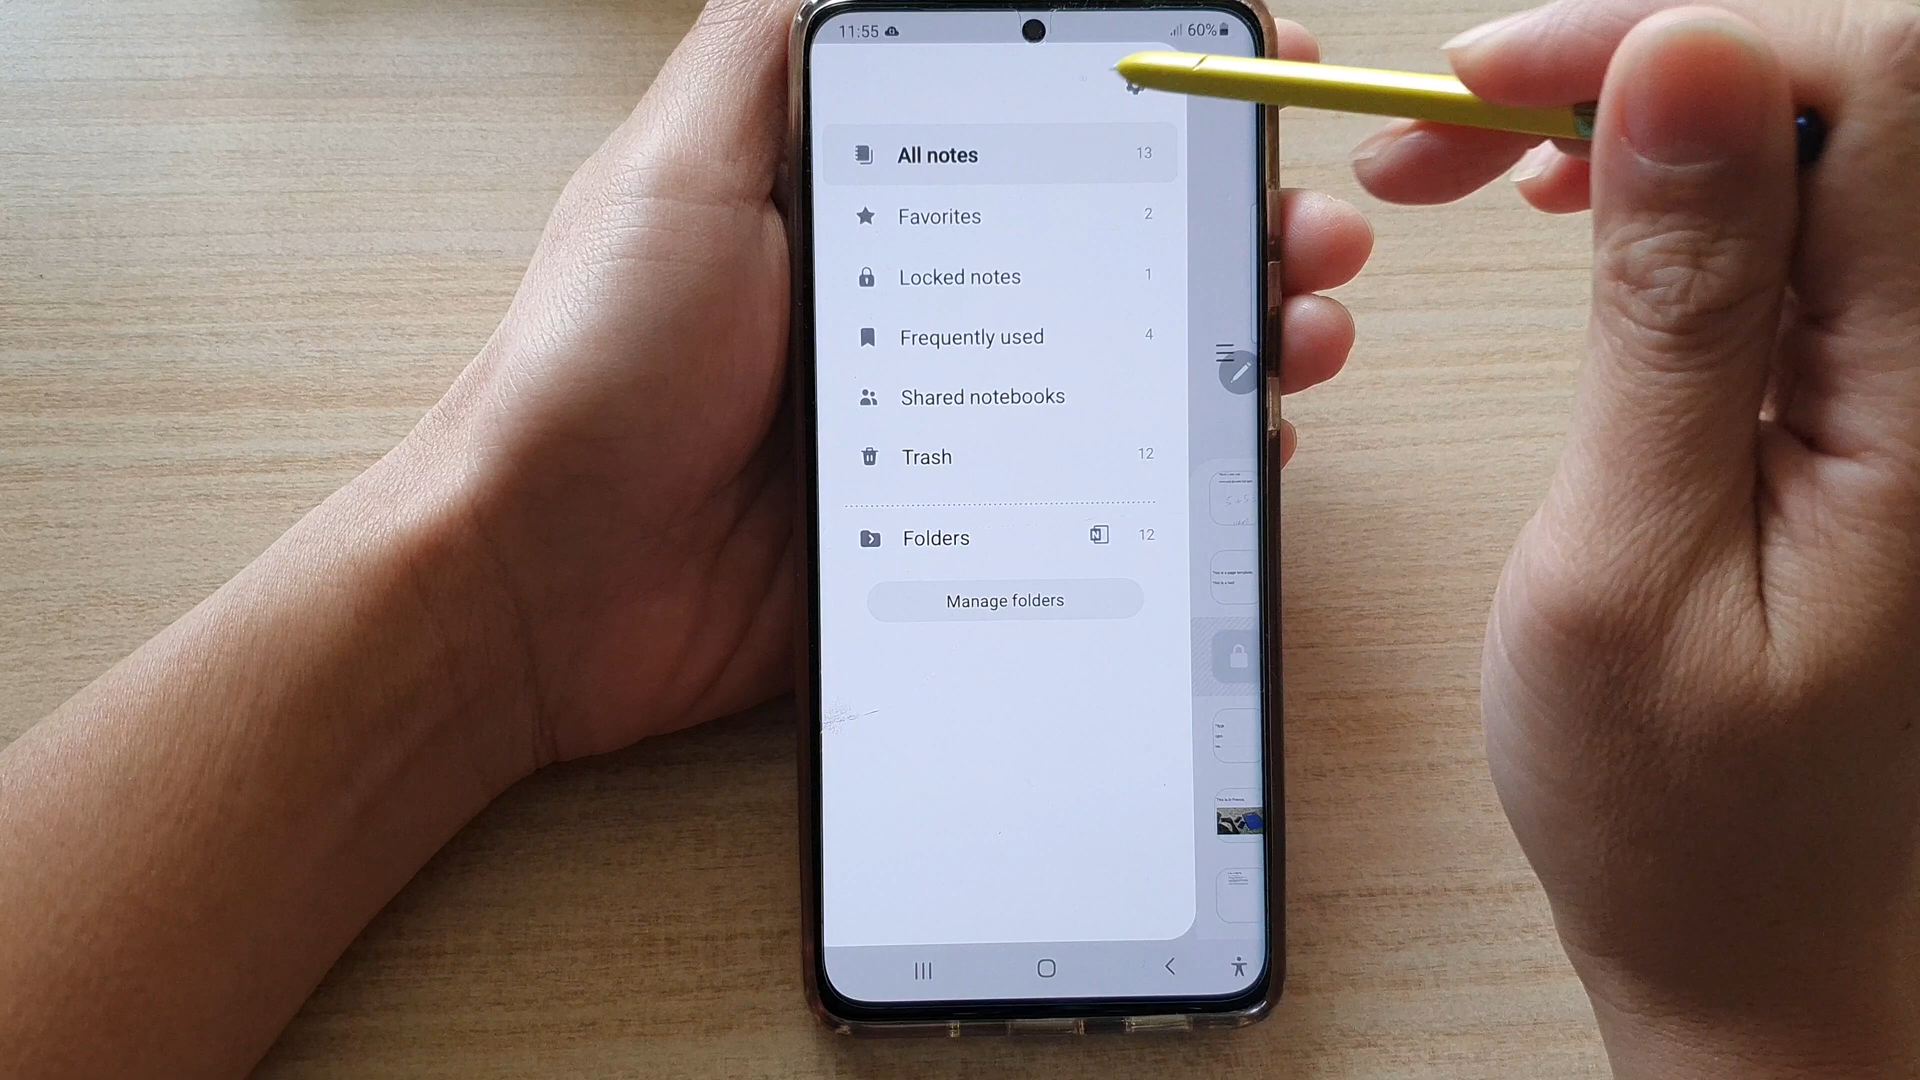 11:55 60%
All notes 13
Favorites 2
Locked notes 1
Frequently used 4
Shared notebooks
Trash 12
Folders N 12
Manage folders